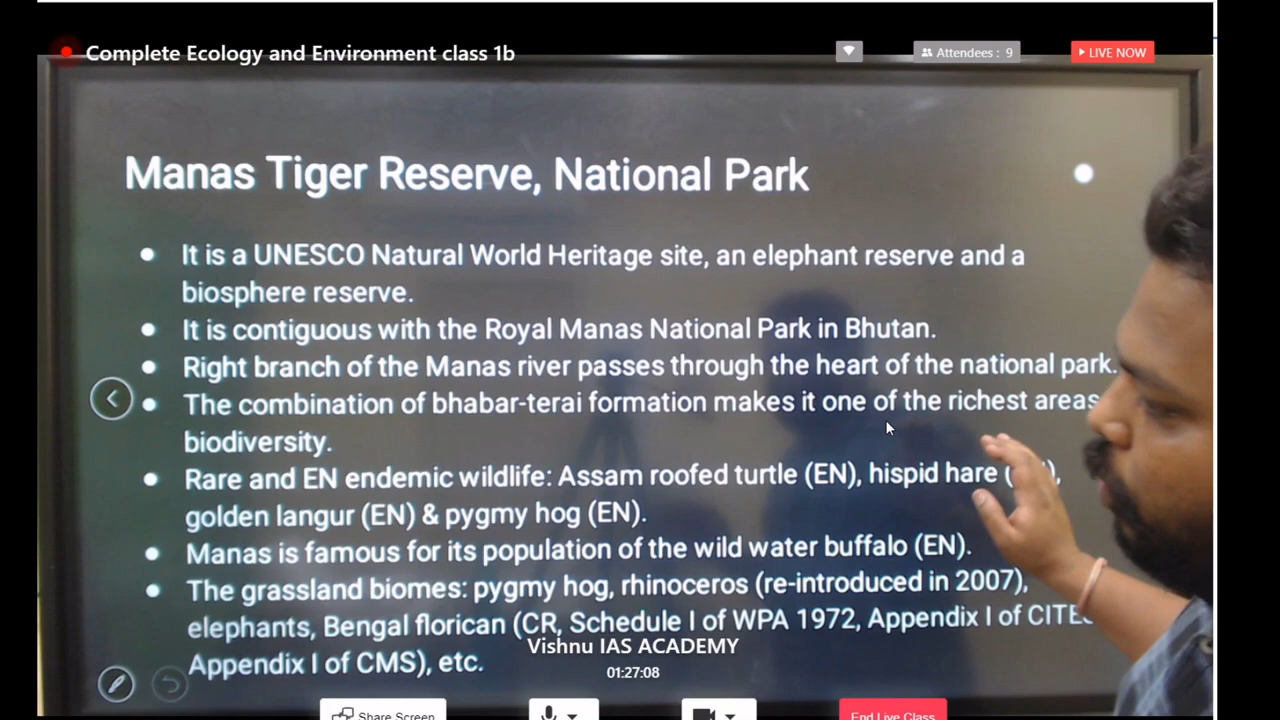 Complete Ecology and Environment class 1b
Attendees : 9
LIVE NOW
Manas Tiger Reserve, National Park
It is a UNESCO Natural World Heritage site, an elephant reserve and a
biosphere reserve.
It is contiguous with the Royal Manas National Park in Bhutan.
Right branch of the Manas river passes through the heart of the national park.
The combination of bhabar-terai formation makes it one of the richest areas
biodiversity.
Rare and EN endemic wildlife: Assam roofed turtle (EN), hispid hare
golden langur (EN) & pygmy hog (EN).
Manas is famous for its population of the wild water buffalo (EN).
The grassland biomes: pygmy hog, rhinoceros (re-introduced in 2007),
elephants, Bengal florican (CR, Schedule I of WPA 1972, Appendix I of CITES
Vishnu IAS ACADEMY
Appendix I of CMS), etc.
01:27:08
Share Screen
End Live Class